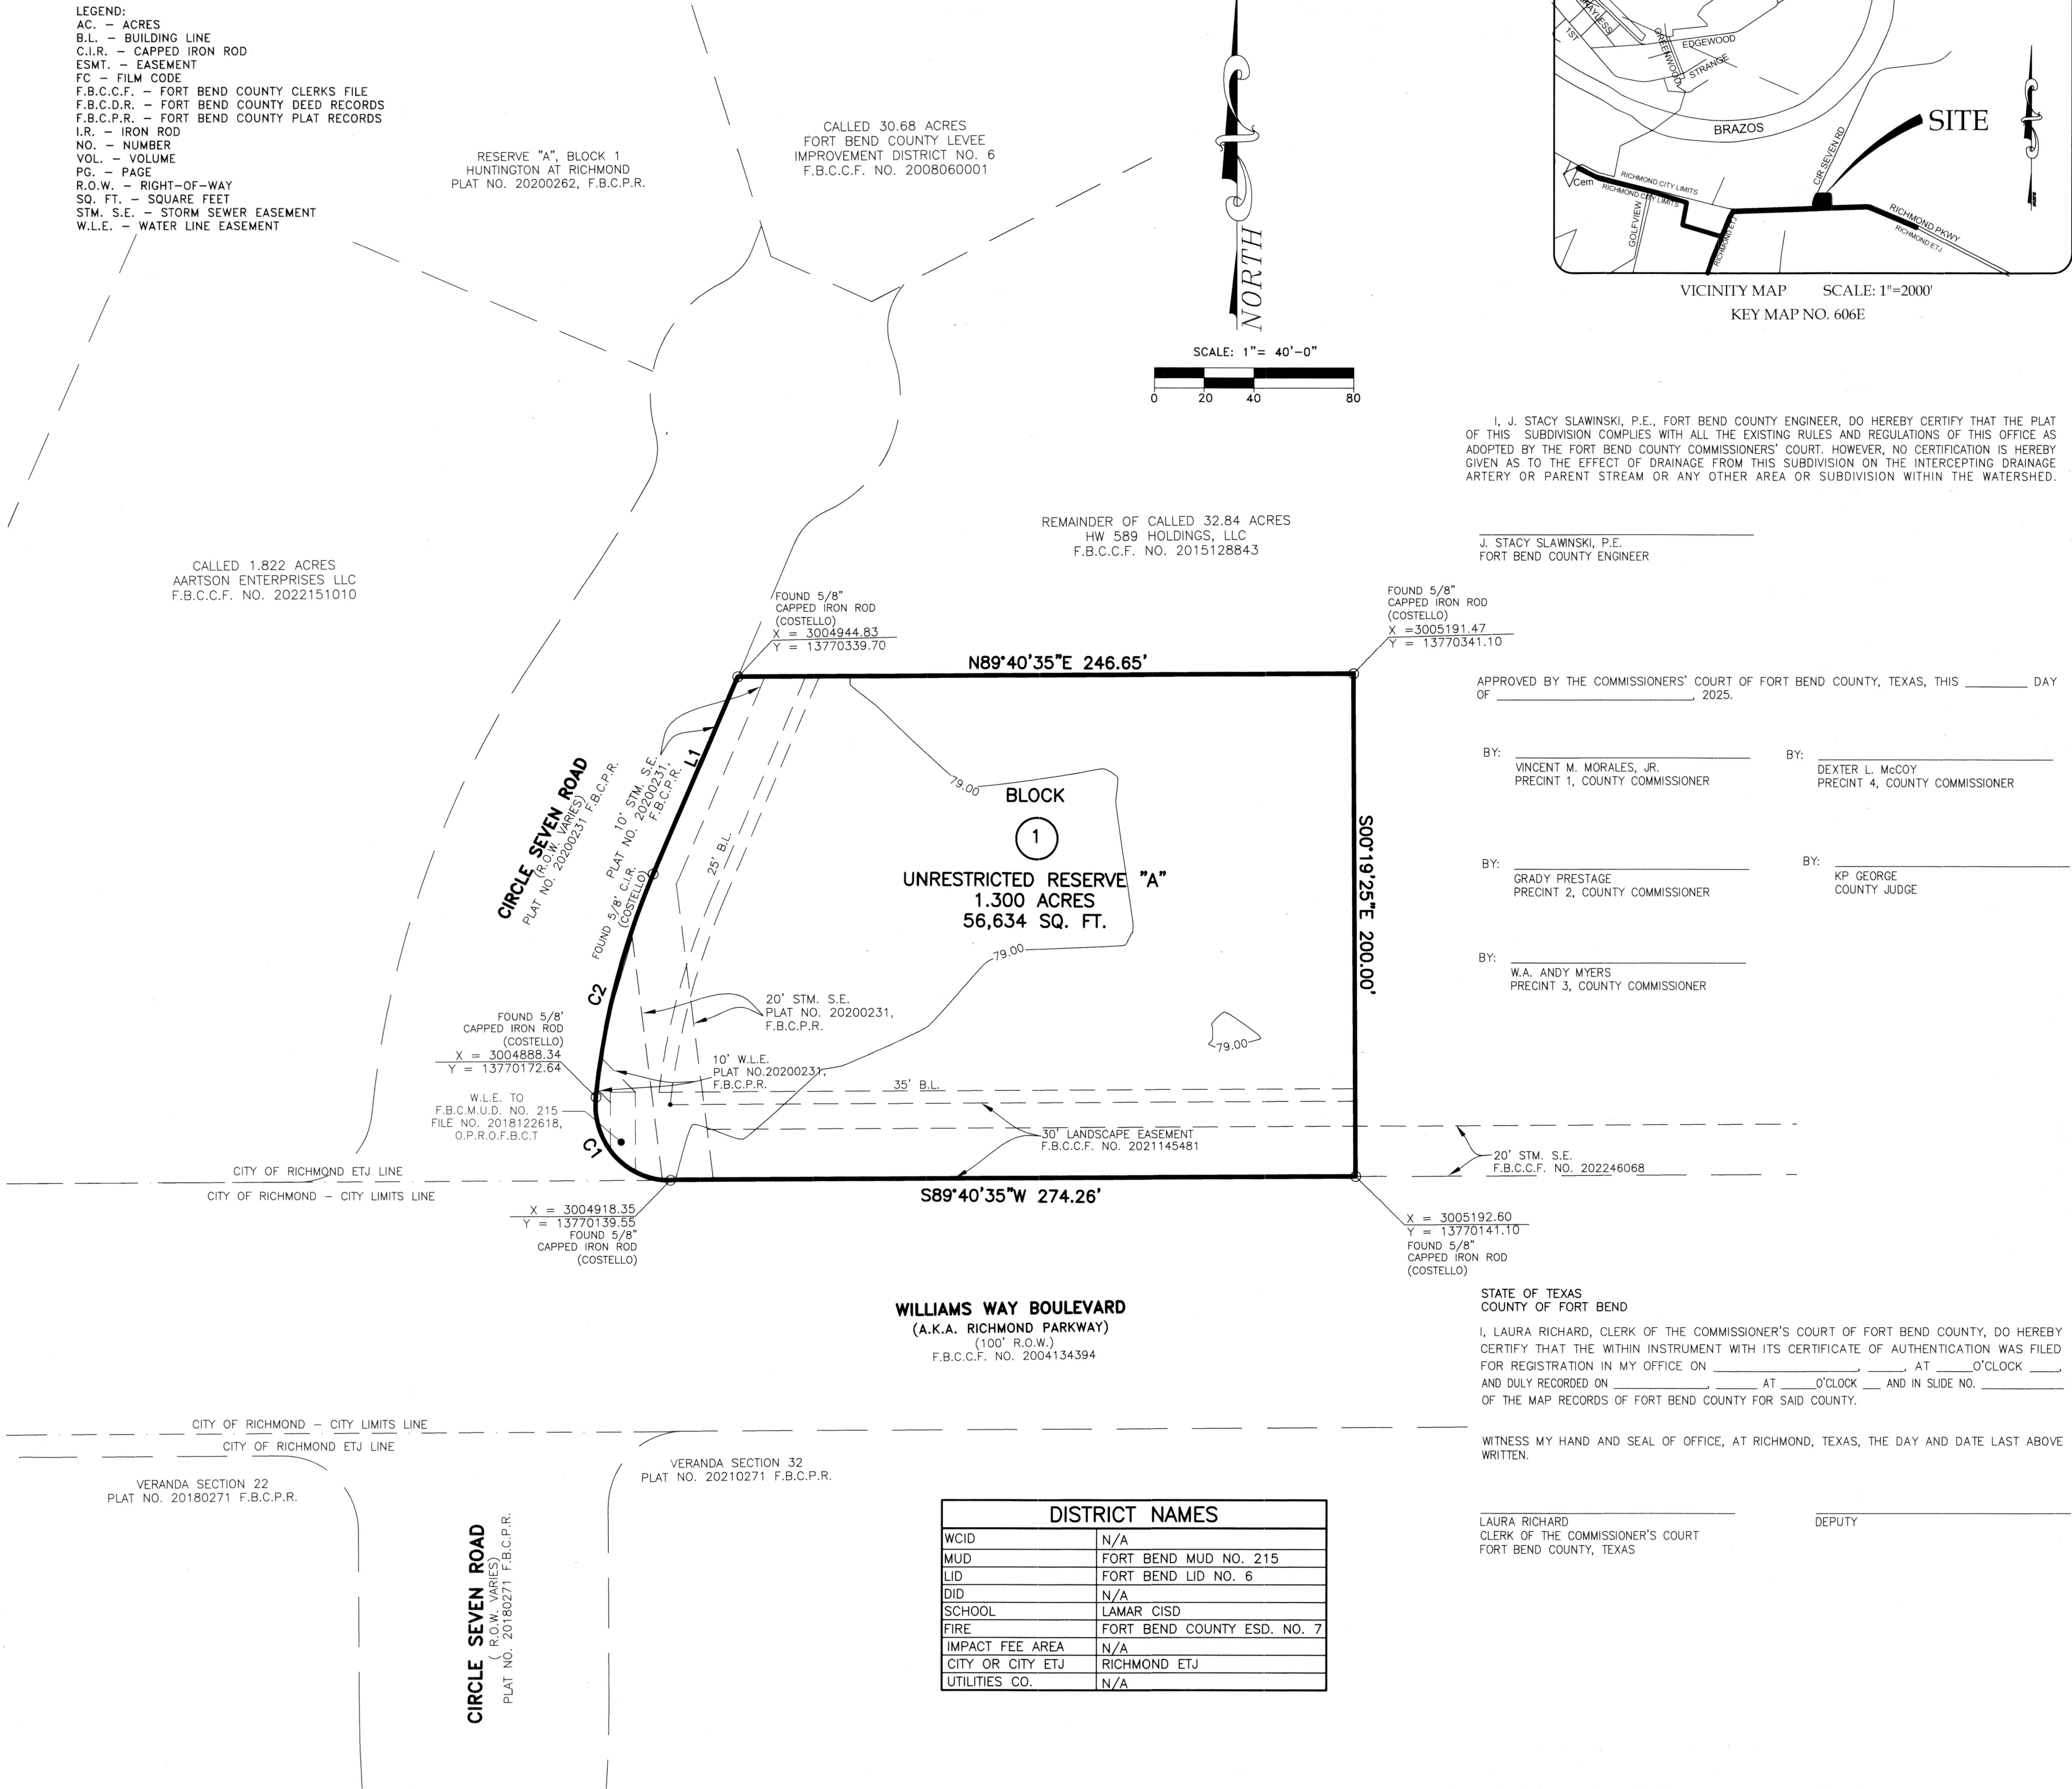 LEGEND:
AC. – ACRES
B.L. – BUILDING LINE
C.I.R. – CAPPED IRON ROD
ESMT. – EASEMENT
FC – FILM CODE
F.B.C.C.F. – FORT BEND COUNTY CLERKS FILE
F.B.C.D.R. – FORT BEND COUNTY DEED RECORDS
F.B.C.P.R. – FORT BEND COUNTY PLAT RECORDS
I.R. – IRON ROD
NO. – NUMBER
VOL. – VOLUME
PG. – PAGE
R.O.W. – RIGHT-OF-WAY
SQ. FT. – SQUARE FEET
STM. S.E. – STORM SEWER EASEMENT
W.L.E. – WATER LINE EASEMENT
RESERVE "A", BLOCK 1
HUNTINGTON AT RICHMOND
PLAT NO. 20200262, F.B.C.P.R.
CALLED 30.68 ACRES
FORT BEND COUNTY LEVEE
IMPROVEMENT DISTRICT NO. 6
F.B.C.C.F. NO. 2008060001
NORTH
SCALE: 1"= 40'-0"
0 20 40 80
1ST
GREENWOOD
EDGEWOOD
STRANGE
BRAZOS
SITE
CIR SEVEN RD
Cem
RICHMOND CITY LIMITS
RICHMOND CITY LIMITS
GOLFVIEW
RICHMOND ETJ
RICHMOND PKWY
RICHMOND ETJ
VICINITY MAP SCALE: 1"=2000'
KEY MAP NO. 606E
I, J. STACY SLAWINSKI, P.E., FORT BEND COUNTY ENGINEER, DO HEREBY CERTIFY THAT THE PLAT
OF THIS SUBDIVISION COMPLIES WITH ALL THE EXISTING RULES AND REGULATIONS OF THIS OFFICE AS
ADOPTED BY THE FORT BEND COUNTY COMMISSIONERS' COURT. HOWEVER, NO CERTIFICATION IS HEREBY
GIVEN AS TO THE EFFECT OF DRAINAGE FROM THIS SUBDIVISION ON THE INTERCEPTING DRAINAGE
ARTERY OR PARENT STREAM OR ANY OTHER AREA OR SUBDIVISION WITHIN THE WATERSHED.
J. STACY SLAWINSKI, P.E.
FORT BEND COUNTY ENGINEER
REMAINDER OF CALLED 32.84 ACRES
HW 589 HOLDINGS, LLC
F.B.C.C.F. NO. 2015128843
CALLED 1.822 ACRES
AARTSON ENTERPRISES LLC
F.B.C.C.F. NO. 2022151010
FOUND 5/8"
CAPPED IRON ROD
(COSTELLO)
X = 3004944.83
Y = 13770339.70
FOUND 5/8"
CAPPED IRON ROD
(COSTELLO)
X =3005191.47
Y = 13770341.10
N89°40'35"E 246.65'
APPROVED BY THE COMMISSIONERS' COURT OF FORT BEND COUNTY, TEXAS, THIS ________ DAY
OF ________________________, 2025.
BY:
VINCENT M. MORALES, JR.
PRECINT 1, COUNTY COMMISSIONER
BY:
DEXTER L. McCOY
PRECINT 4, COUNTY COMMISSIONER
BY:
GRADY PRESTAGE
PRECINT 2, COUNTY COMMISSIONER
BY:
KP GEORGE
COUNTY JUDGE
BY:
W.A. ANDY MYERS
PRECINT 3, COUNTY COMMISSIONER
CIRCLE SEVEN ROAD
(R.O.W. VARIES)
PLAT NO. 20200231 F.B.C.P.R.
10' STM. S.E.
PLAT NO. 20200231,
F.B.C.P.R.
L1
FOUND 5/8' C.I.R.
(COSTELLO)
25' B.L.
79.00
BLOCK
1
UNRESTRICTED RESERVE "A"
1.300 ACRES
56,634 SQ. FT.
79.00
79.00
S00°19'25"E 200.00'
C2
20' STM. S.E.
PLAT NO. 20200231,
F.B.C.P.R.
FOUND 5/8'
CAPPED IRON ROD
(COSTELLO)
X = 3004888.34
Y = 13770172.64
10' W.L.E.
PLAT NO.20200231,
F.B.C.P.R.
35' B.L.
W.L.E. TO
F.B.C.M.U.D. NO. 215
FILE NO. 2018122618,
O.P.R.O.F.B.C.T
C1
30' LANDSCAPE EASEMENT
F.B.C.C.F. NO. 2021145481
20' STM. S.E.
F.B.C.C.F. NO. 202246068
CITY OF RICHMOND ETJ LINE
CITY OF RICHMOND – CITY LIMITS LINE
S89°40'35"W 274.26'
X = 3004918.35
Y = 13770139.55
FOUND 5/8"
CAPPED IRON ROD
(COSTELLO)
X = 3005192.60
Y = 13770141.10
FOUND 5/8"
CAPPED IRON ROD
(COSTELLO)
WILLIAMS WAY BOULEVARD
(A.K.A. RICHMOND PARKWAY)
(100' R.O.W.)
F.B.C.C.F. NO. 2004134394
STATE OF TEXAS
COUNTY OF FORT BEND
I, LAURA RICHARD, CLERK OF THE COMMISSIONER'S COURT OF FORT BEND COUNTY, DO HEREBY
CERTIFY THAT THE WITHIN INSTRUMENT WITH ITS CERTIFICATE OF AUTHENTICATION WAS FILED
FOR REGISTRATION IN MY OFFICE ON ____________________, _____, AT _____O'CLOCK ____,
AND DULY RECORDED ON _____________, ______ AT _____O'CLOCK ___ AND IN SLIDE NO. ___________
OF THE MAP RECORDS OF FORT BEND COUNTY FOR SAID COUNTY.
WITNESS MY HAND AND SEAL OF OFFICE, AT RICHMOND, TEXAS, THE DAY AND DATE LAST ABOVE
WRITTEN.
LAURA RICHARD
CLERK OF THE COMMISSIONER'S COURT
FORT BEND COUNTY, TEXAS
DEPUTY
CITY OF RICHMOND – CITY LIMITS LINE
CITY OF RICHMOND ETJ LINE
VERANDA SECTION 22
PLAT NO. 20180271 F.B.C.P.R.
VERANDA SECTION 32
PLAT NO. 20210271 F.B.C.P.R.
CIRCLE SEVEN ROAD
( R.O.W. VARIES)
PLAT NO. 20180271 F.B.C.P.R.
DISTRICT NAMES
WCID N/A
MUD FORT BEND MUD NO. 215
LID FORT BEND LID NO. 6
DID N/A
SCHOOL LAMAR CISD
FIRE FORT BEND COUNTY ESD. NO. 7
IMPACT FEE AREA N/A
CITY OR CITY ETJ RICHMOND ETJ
UTILITIES CO. N/A